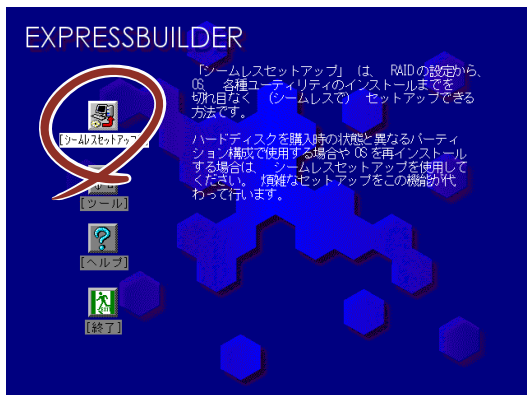 EXPRESSBUILDER
「シームレスセットアップ」 は、 RAIDの設定から、
OS、 各種ユーティリティのインストールまでを
切れ目なく (シームレスで) セットアップできる
方法です。
ハードディスクを購入時の状態と異なるパーティ
ション構成で使用する場合や OSを再インストール
する場合は、 シームレスセットアップを使用して
ください。 煩雑なセットアップをこの機能が代
わって行います。
[シームレスセットアップ]
[ツール]
[ヘルプ]
[終了]